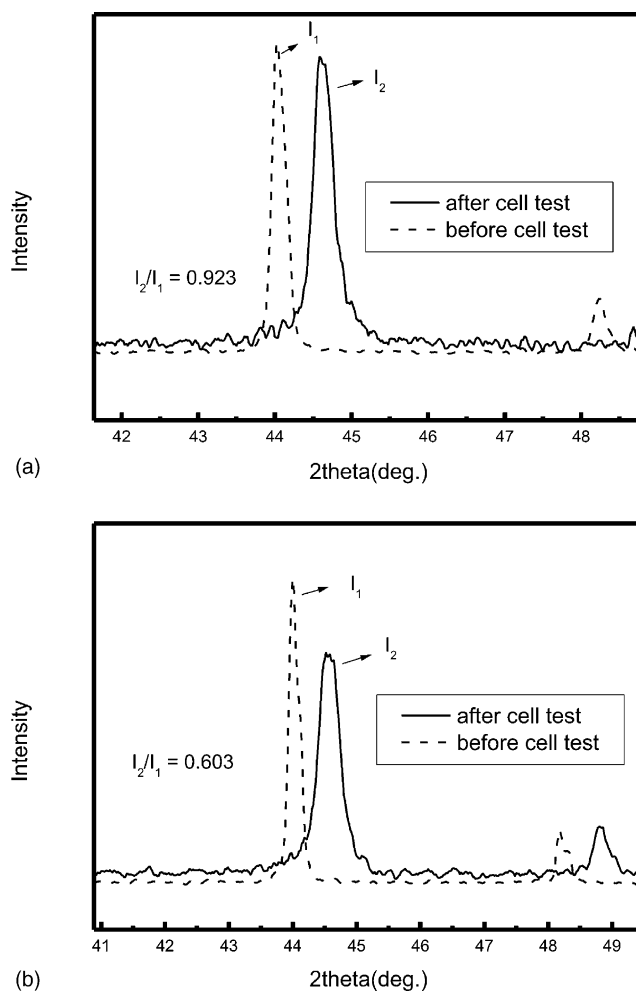 I₁
I₂
after cell test
before cell test
I₂/I₁ = 0.923
Intensity
42 43 44 45 46 47 48
2theta(deg.)
(a)
I₁
I₂
after cell test
before cell test
I₂/I₁ = 0.603
Intensity
41 42 43 44 45 46 47 48 49
2theta(deg.)
(b)